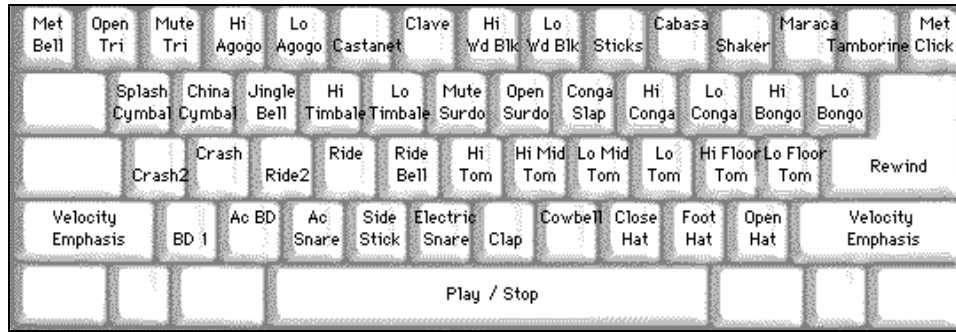 Met Bell Open Tri Mute Tri Hi Agogo Lo Agogo Castanet Clave Hi Wd Blk Lo Wd Blk Sticks Cabasa Shaker Maraca Tamborine Met Click
Splash Cymbal China Cymbal Jingle Bell Hi Timbale Lo Timbale Mute Surdo Open Surdo Conga Slap Hi Conga Lo Conga Hi Bongo Lo Bongo
Crash2 Crash Ride2 Ride Ride Bell Hi Tom Hi Mid Tom Lo Mid Tom Lo Tom Hi Floor Tom Lo Floor Tom Rewind
Velocity Emphasis BD 1 Ac BD Ac Snare Side Stick Electric Snare Clap Cowbell Close Hat Foot Hat Open Hat Velocity Emphasis
Play / Stop